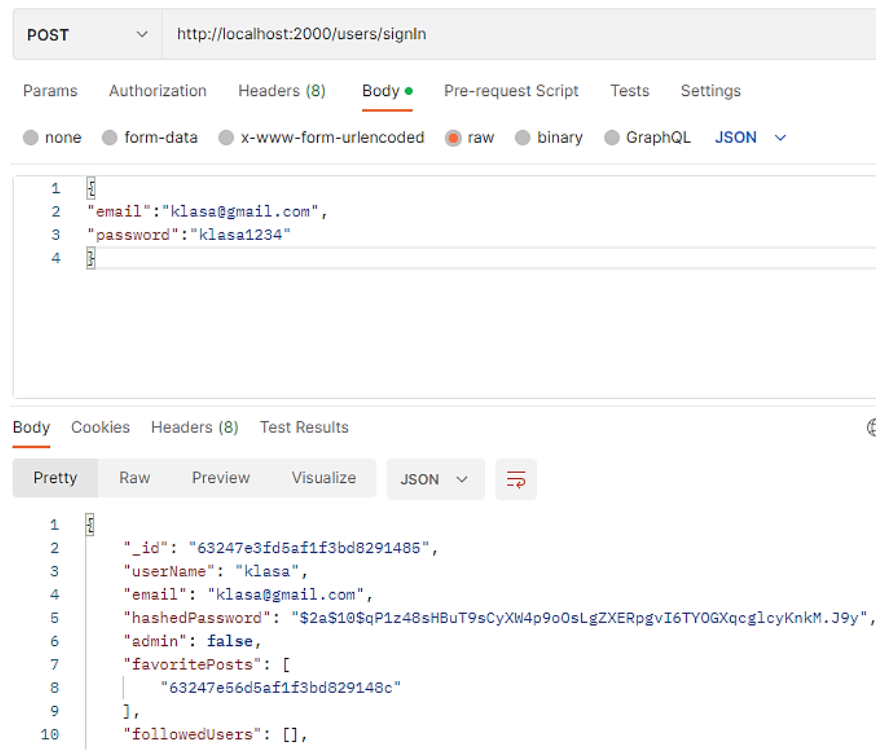 POST http://localhost:2000/users/signIn
Params Authorization Headers (8) Body Pre-request Script Tests Settings
none form-data x-www-form-urlencoded raw binary GraphQL JSON
1 {
2 "email":"klasa@gmail.com",
3 "password":"klasa1234"
4 }
Body Cookies Headers (8) Test Results
Pretty Raw Preview Visualize JSON
1 {
2 "_id": "63247e3fd5af1f3bd8291485",
3 "userName": "klasa",
4 "email": "klasa@gmail.com",
5 "hashedPassword": "$2a$10$qP1z48sHBuT9sCyXW4p9oOsLgZXERpgvI6TYOGXqcglcyKnkM.J9y",
6 "admin": false,
7 "favoritePosts": [
8 "63247e56d5af1f3bd829148c"
9 ],
10 "followedUsers": [],